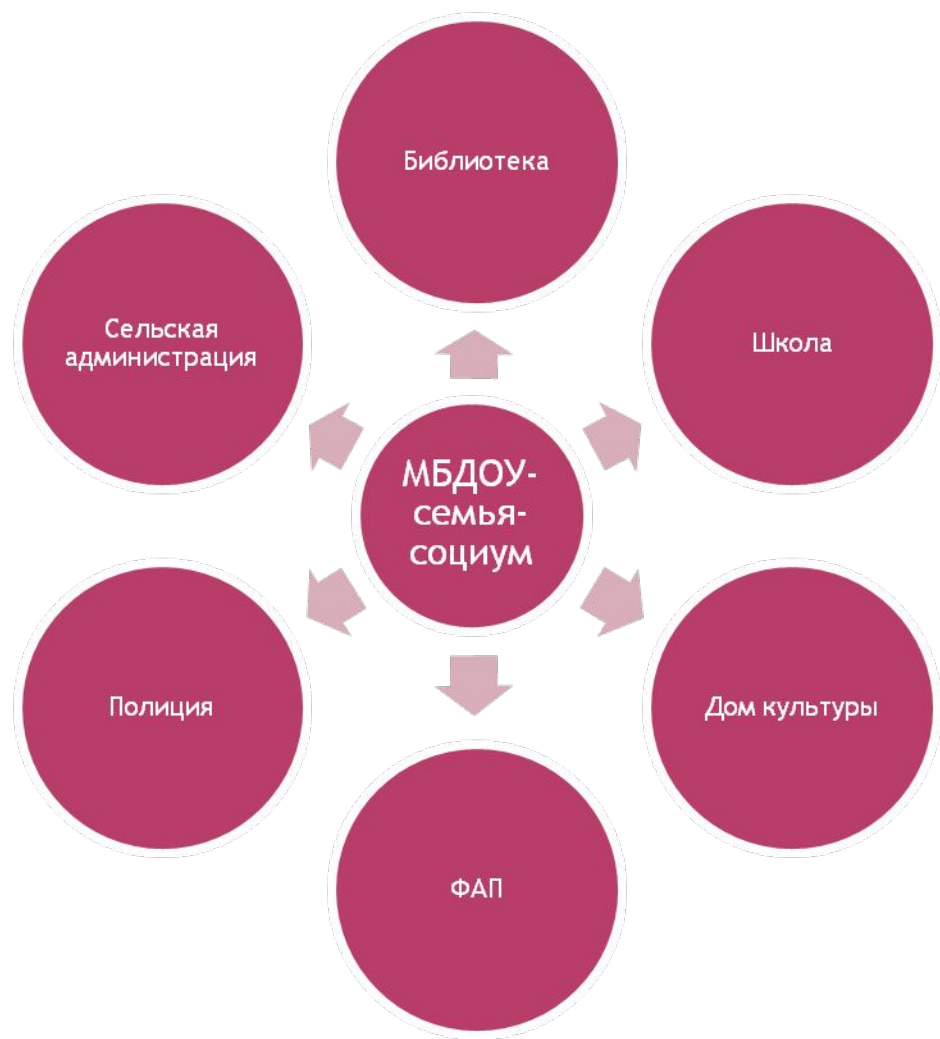 Библиотека
Сельская
администрация
Школа
МБДОУ-
семья-
социум
Полиция
Дом культуры
ФАП